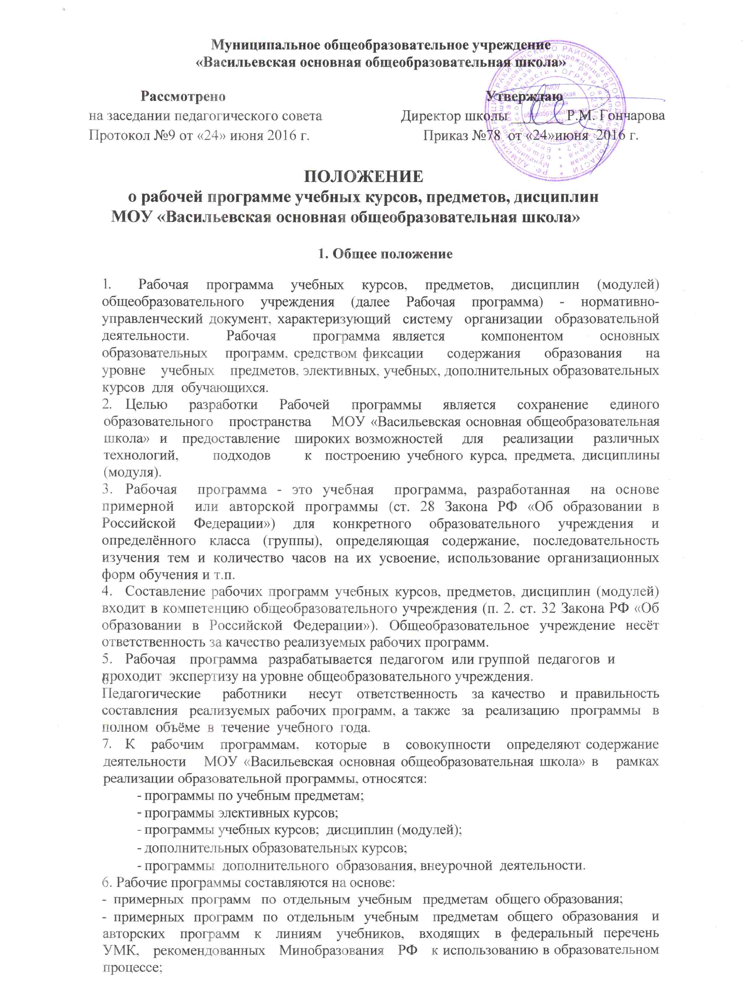 Муниципальное общеобразовательное учреждение
«Васильевская основная общеобразовательная школа»
Рассмотрено
на заседании педагогического совета
Протокол №9 от «24» июня 2016 г.
Утверждаю
Директор школы ________ Р.М. Гончарова
Приказ №78 от «24»июня 2016 г.
ПОЛОЖЕНИЕ
о рабочей программе учебных курсов, предметов, дисциплин
МОУ «Васильевская основная общеобразовательная школа»
1. Общее положение
1. Рабочая программа учебных курсов, предметов, дисциплин (модулей)
общеобразовательного учреждения (далее Рабочая программа) - нормативно-
управленческий документ, характеризующий систему организации образовательной
деятельности. Рабочая программа является компонентом основных
образовательных программ, средством фиксации содержания образования на
уровне учебных предметов, элективных, учебных, дополнительных образовательных
курсов для обучающихся.
2. Целью разработки Рабочей программы является сохранение единого
образовательного пространства МОУ «Васильевская основная общеобразовательная
школа» и предоставление широких возможностей для реализации различных
технологий, подходов к построению учебного курса, предмета, дисциплины
(модуля).
3. Рабочая программа - это учебная программа, разработанная на основе
примерной или авторской программы (ст. 28 Закона РФ «Об образовании в
Российской Федерации») для конкретного образовательного учреждения и
определённого класса (группы), определяющая содержание, последовательность
изучения тем и количество часов на их усвоение, использование организационных
форм обучения и т.п.
4. Составление рабочих программ учебных курсов, предметов, дисциплин (модулей)
входит в компетенцию общеобразовательного учреждения (п. 2. ст. 32 Закона РФ «Об
образовании в Российской Федерации»). Общеобразовательное учреждение несёт
ответственность за качество реализуемых рабочих программ.
5. Рабочая программа разрабатывается педагогом или группой педагогов и
проходит экспертизу на уровне общеобразовательного учреждения.
6.
Педагогические работники несут ответственность за качество и правильность
составления реализуемых рабочих программ, а также за реализацию программы в
полном объёме в течение учебного года.
7. К рабочим программам, которые в совокупности определяют содержание
деятельности МОУ «Васильевская основная общеобразовательная школа» в рамках
реализации образовательной программы, относятся:
- программы по учебным предметам;
- программы элективных курсов;
- программы учебных курсов; дисциплин (модулей);
- дополнительных образовательных курсов;
- программы дополнительного образования, внеурочной деятельности.
6. Рабочие программы составляются на основе:
- примерных программ по отдельным учебным предметам общего образования;
- примерных программ по отдельным учебным предметам общего образования и
авторских программ к линиям учебников, входящих в федеральный перечень
УМК, рекомендованных Минобразования РФ к использованию в образовательном
процессе;